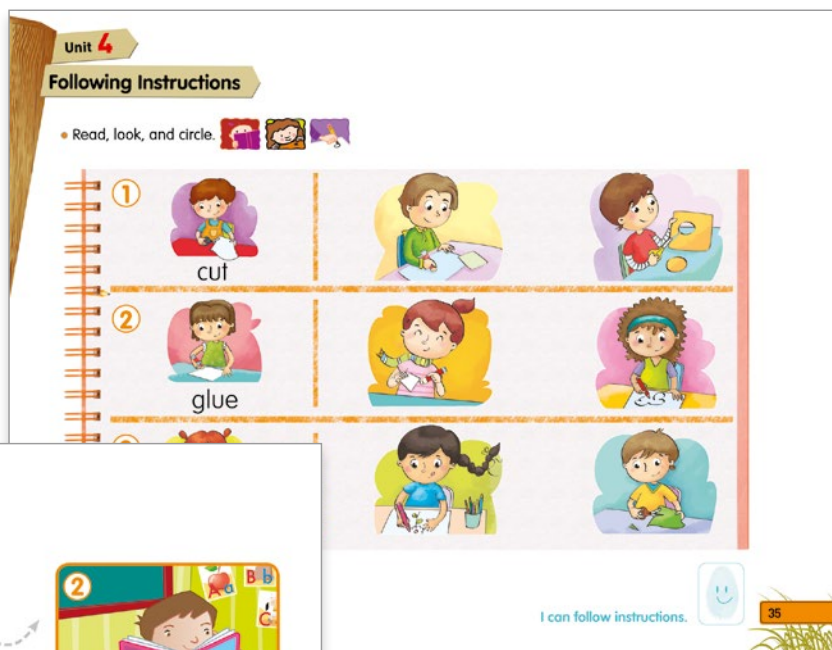 Unit 4
Following Instructions
• Read, look, and circle.
1
cut
2
glue
I can follow instructions.
35
2
A a
B b
C